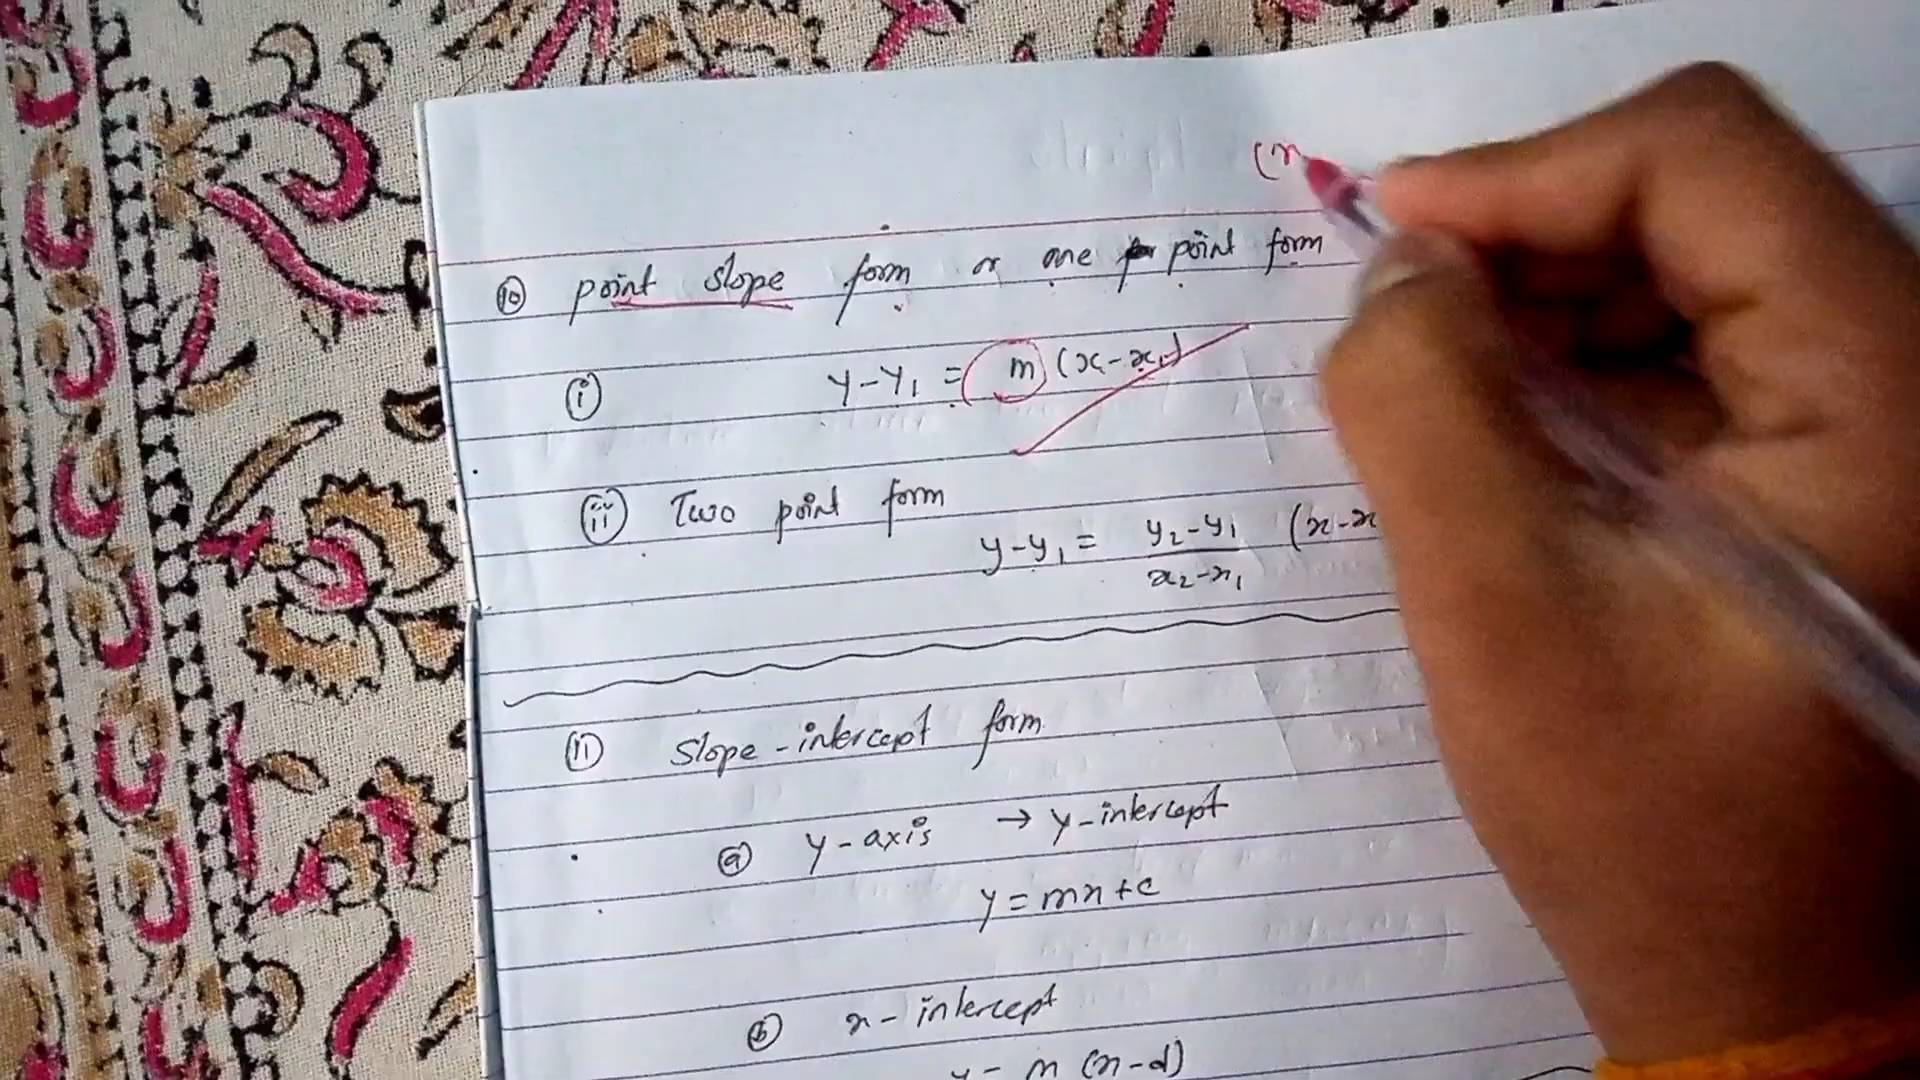 (x
⑩ point slope form or one point form
(i) y-y₁ = m (x-x₁)
(ii) Two point form
y-y₁ = \frac{y₂-y₁}{x₂-x₁} (x-x
⑪ Slope-intercept form
ⓐ y-axis → y-intercept
y = mx+c
ⓑ x-intercept
y = m (x-d)